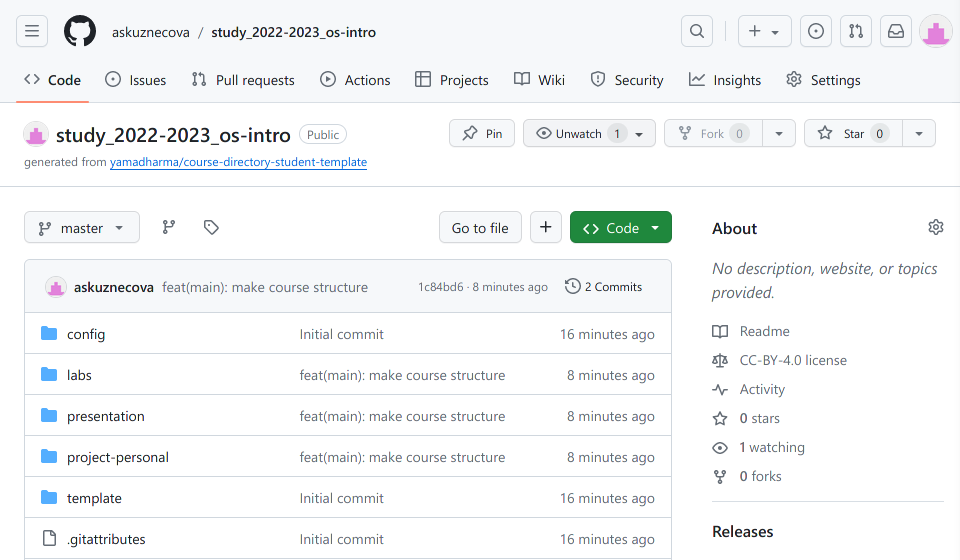 askuznecova / study_2022-2023_os-intro
Code Issues Pull requests Actions Projects Wiki Security Insights Settings
study_2022-2023_os-intro Public Pin Unwatch 1 Fork 0 Star 0
generated from yamadharma/course-directory-student-template
master Go to file Code
About
No description, website, or topics
provided.
askuznecova feat(main): make course structure 1c84bd6 · 8 minutes ago 2 Commits
config Initial commit 16 minutes ago
labs feat(main): make course structure 8 minutes ago
presentation feat(main): make course structure 8 minutes ago
project-personal feat(main): make course structure 8 minutes ago
template Initial commit 16 minutes ago
.gitattributes Initial commit 16 minutes ago
Readme
CC-BY-4.0 license
Activity
0 stars
1 watching
0 forks
Releases